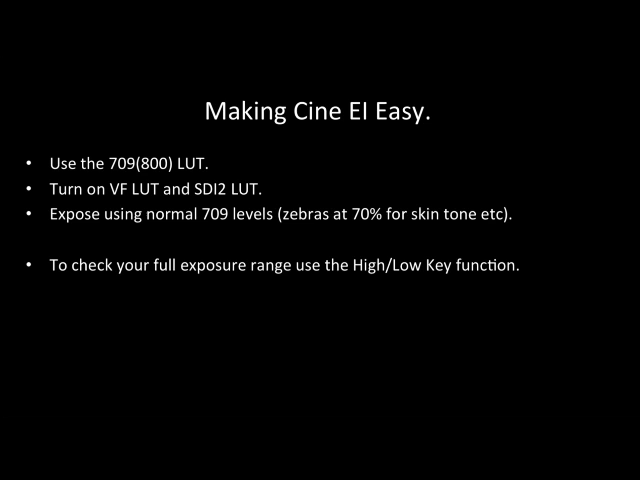 Making Cine EI Easy.
• Use the 709(800) LUT.
• Turn on VF LUT and SDI2 LUT.
• Expose using normal 709 levels (zebras at 70% for skin tone etc).
• To check your full exposure range use the High/Low Key function.